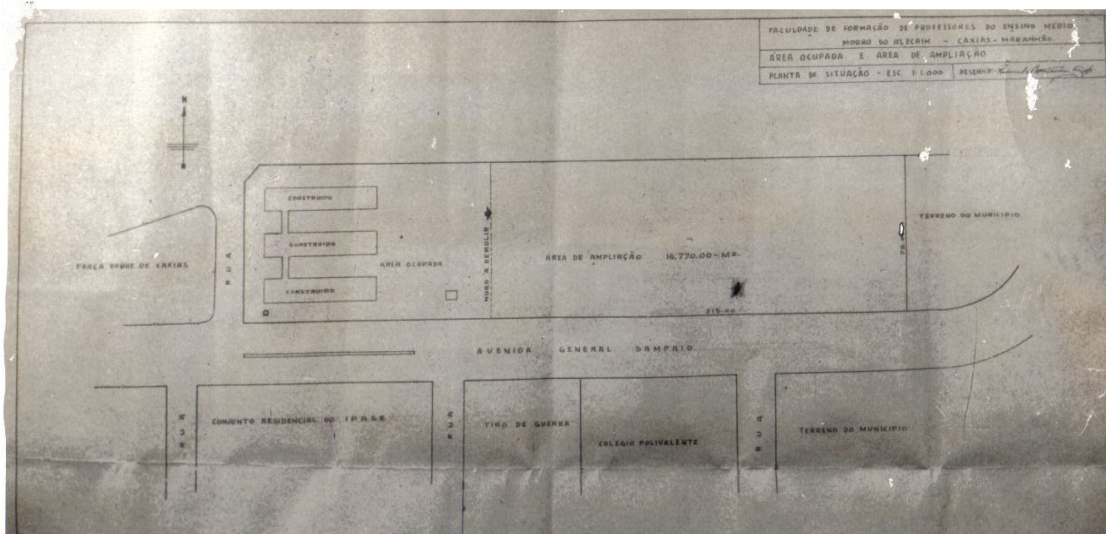 FACULDADE DE FORMAÇÃO DE PROFESSORES DO ENSINO MÉDIO
MORRO DO ALECRIM - CAXIAS - MARANHÃO
ÁREA OCUPADA E ÁREA DE AMPLIAÇÃO
PLANTA DE SITUAÇÃO - ESC 1:1.000 DESENHO
N
CONSTRUIDO
CONSTRUIDO
CONSTRUIDO
PRAÇA DUQUE DE CAXIAS
RUA
ÁREA OCUPADA
MURO A DEMOLIR
ÁREA DE AMPLIAÇÃO 16.770.00-M2-
78
TERRENO DO MUNICIPIO
215.00
AVENIDA GENERAL SAMPAIO
CONJUNTO RESIDENCIAL DO IPASE
RUA
TIRO DE GUERRA
COLEGIO POLIVALENTE
RUA
TERRENO DO MUNICIPIO